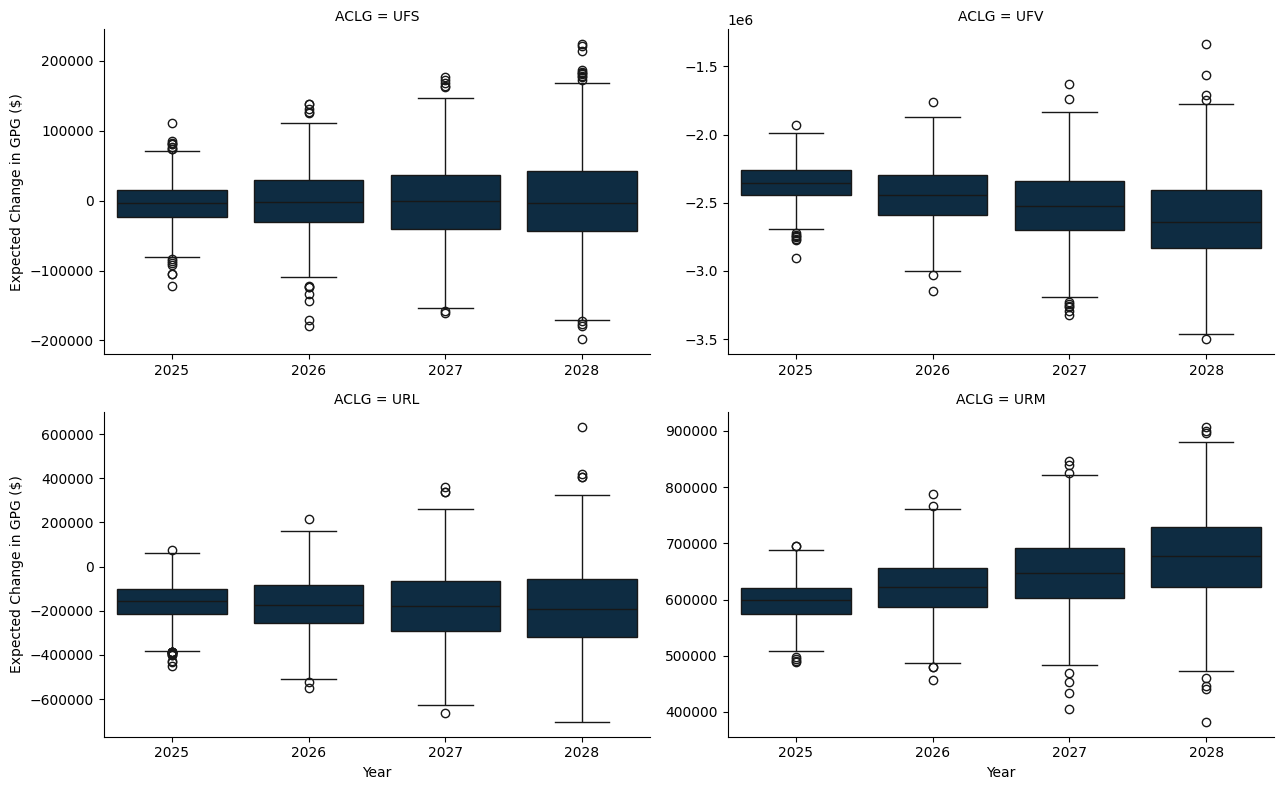 ACLG = UFS
Expected Change in GPG ($)
200000
100000
0
−100000
−200000
2025 2026 2027 2028
ACLG = UFV
1e6
−1.5
−2.0
−2.5
−3.0
−3.5
2025 2026 2027 2028
ACLG = URL
Expected Change in GPG ($)
600000
400000
200000
0
−200000
−400000
−600000
2025 2026 2027 2028
Year
ACLG = URM
900000
800000
700000
600000
500000
400000
2025 2026 2027 2028
Year